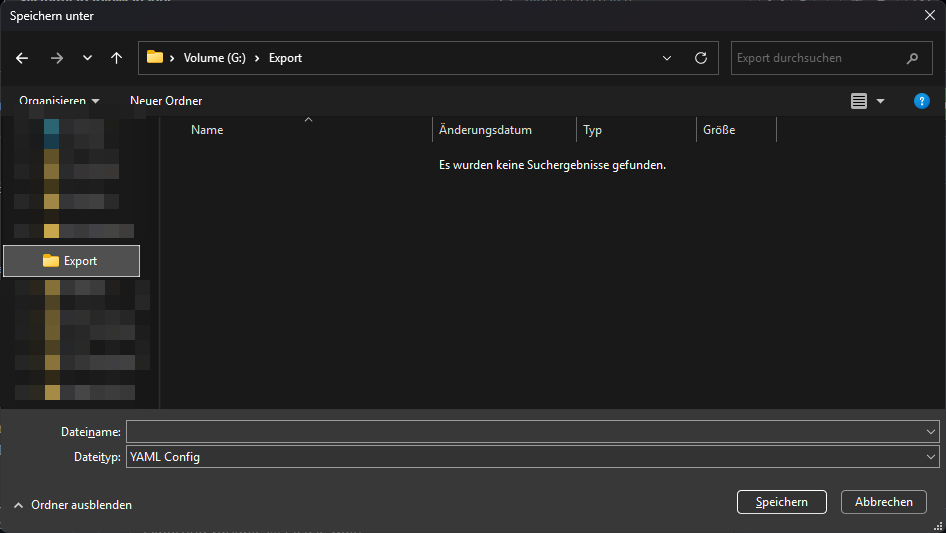 Speichern unter
Volume (G:) Export
Export durchsuchen
Organisieren Neuer Ordner
Name Änderungsdatum Typ Größe
Es wurden keine Suchergebnisse gefunden.
Export
Dateiname:
Dateityp: YAML Config
Ordner ausblenden Speichern Abbrechen